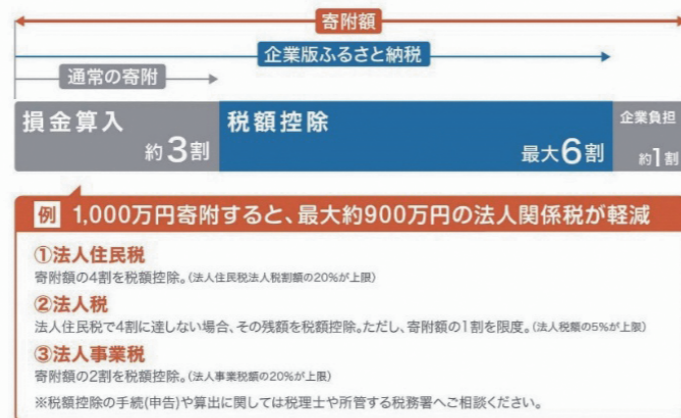 寄附額
企業版ふるさと納税
通常の寄附
損金算入
約3割
税額控除
最大6割
企業負担
約1割
例 1,000万円寄附すると、最大約900万円の法人関係税が軽減
①法人住民税
寄附額の4割を税額控除。(法人住民税法人税割額の20%が上限)
②法人税
法人住民税で4割に達しない場合、その残額を税額控除。ただし、寄附額の1割を限度。(法人税額の5%が上限)
③法人事業税
寄附額の2割を税額控除。(法人事業税額の20%が上限)
※税額控除の手続(申告)や算出に関しては税理士や所管する税務署へご相談ください。